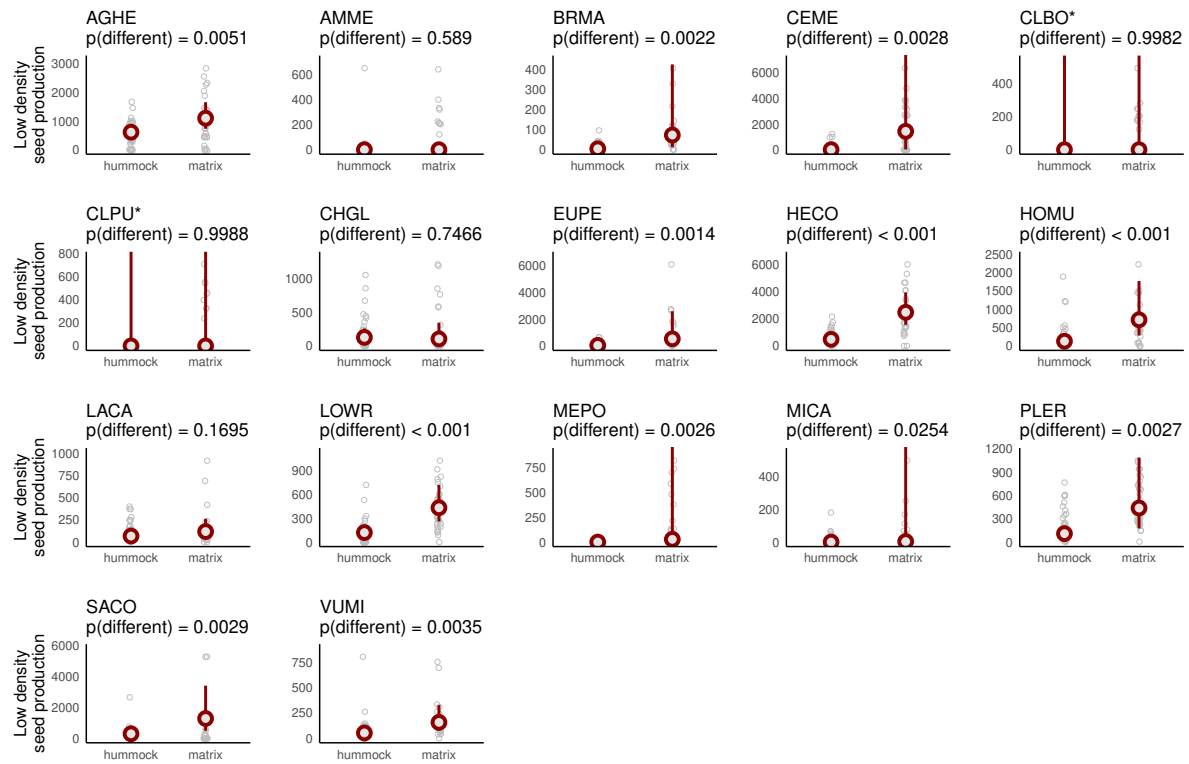 AGHE
p(different) = 0.0051
Low density
seed production
3000
2000
1000
0
hummock
matrix
AMME
p(different) = 0.589
600
400
200
0
hummock
matrix
BRMA
p(different) = 0.0022
400
300
200
100
0
hummock
matrix
CEME
p(different) = 0.0028
6000
4000
2000
0
hummock
matrix
CLBO*
p(different) = 0.9982
400
200
0
hummock
matrix
CLPU*
p(different) = 0.9988
Low density
seed production
800
600
400
200
0
hummock
matrix
CHGL
p(different) = 0.7466
1000
500
0
hummock
matrix
EUPE
p(different) = 0.0014
6000
4000
2000
0
hummock
matrix
HECO
p(different) < 0.001
6000
4000
2000
0
hummock
matrix
HOMU
p(different) < 0.001
2500
2000
1500
1000
500
0
hummock
matrix
LACA
p(different) = 0.1695
Low density
seed production
1000
750
500
250
0
hummock
matrix
LOWR
p(different) < 0.001
900
600
300
0
hummock
matrix
MEPO
p(different) = 0.0026
750
500
250
0
hummock
matrix
MICA
p(different) = 0.0254
400
200
0
hummock
matrix
PLER
p(different) = 0.0027
1200
900
600
300
0
hummock
matrix
SACO
p(different) = 0.0029
Low density
seed production
6000
4000
2000
0
hummock
matrix
VUMI
p(different) = 0.0035
750
500
250
0
hummock
matrix